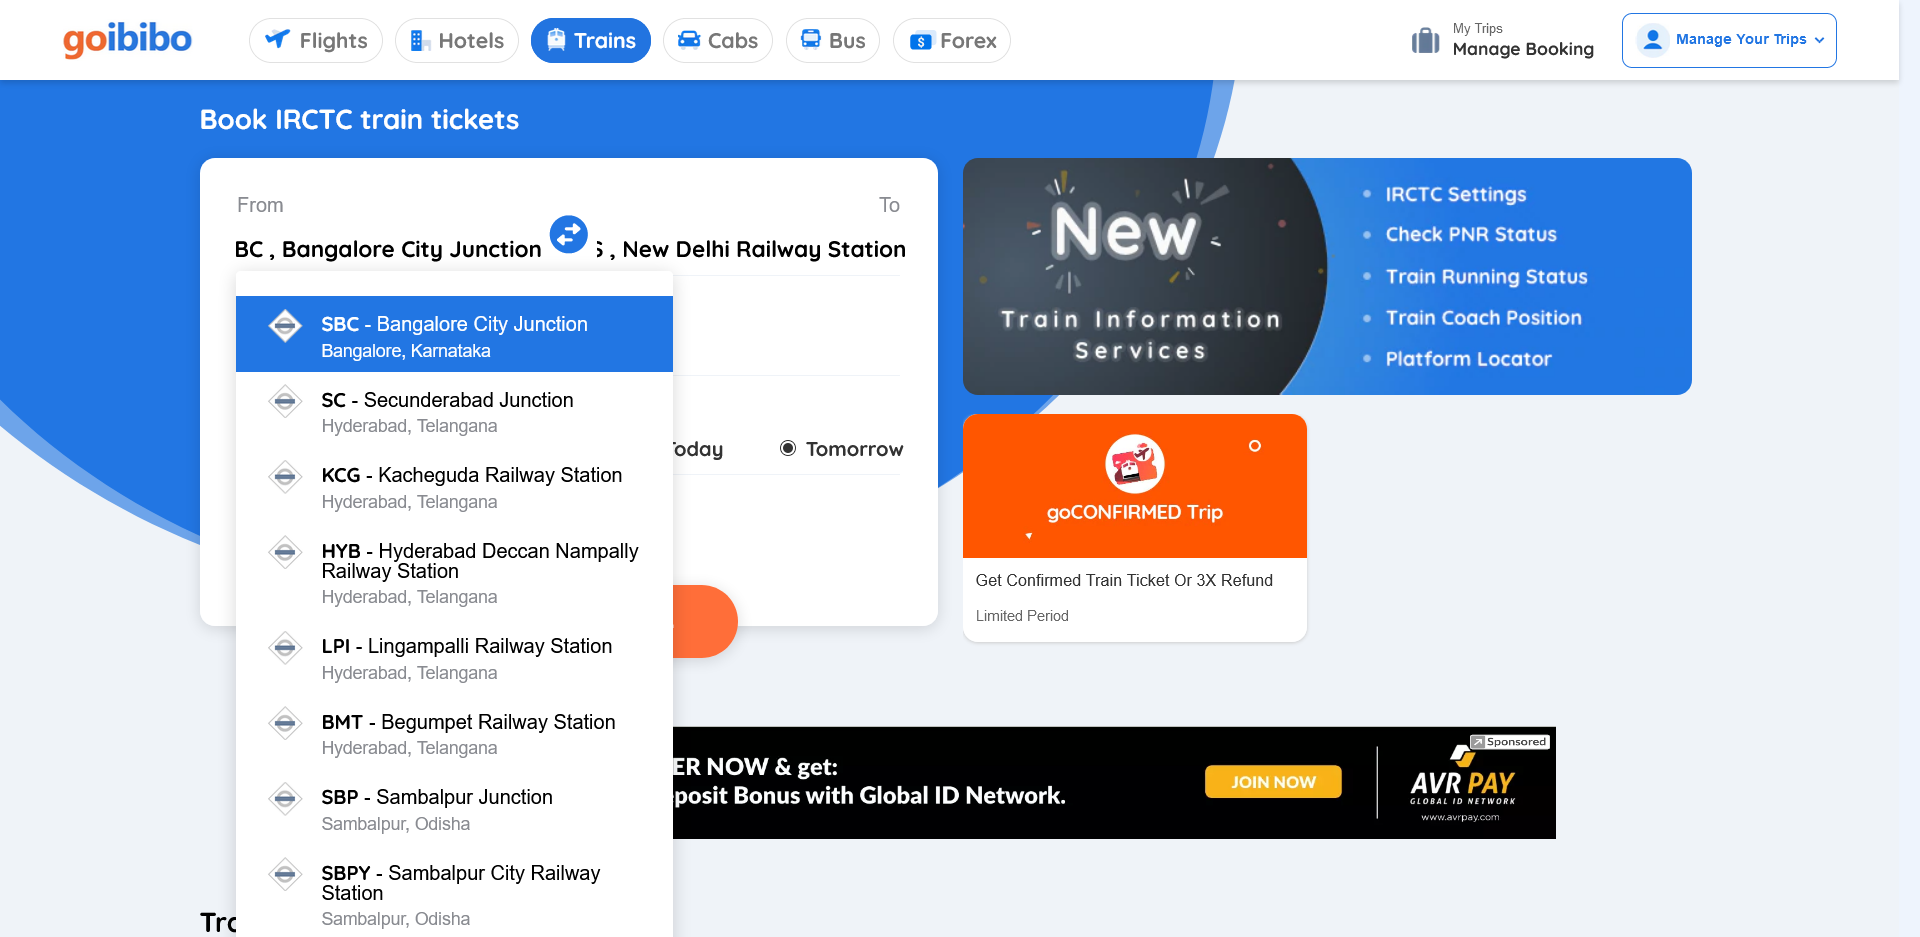 goibibo
Flights
Hotels
Trains
Cabs
Bus
Forex
My Trips
Manage Booking
Manage Your Trips
Book IRCTC train tickets
From
To
BC , Bangalore City Junction
S , New Delhi Railway Station
SBC - Bangalore City Junction
Bangalore, Karnataka
SC - Secunderabad Junction
Hyderabad, Telangana
KCG - Kacheguda Railway Station
Hyderabad, Telangana
HYB - Hyderabad Deccan Nampally
Railway Station
Hyderabad, Telangana
LPI - Lingampalli Railway Station
Hyderabad, Telangana
BMT - Begumpet Railway Station
Hyderabad, Telangana
SBP - Sambalpur Junction
Sambalpur, Odisha
SBPY - Sambalpur City Railway
Station
Sambalpur, Odisha
Today
Tomorrow
New
Train Information
Services
IRCTC Settings
Check PNR Status
Train Running Status
Train Coach Position
Platform Locator
goCONFIRMED Trip
Get Confirmed Train Ticket Or 3X Refund
Limited Period
ER NOW & get:
posit Bonus with Global ID Network.
JOIN NOW
Sponsored
AVR PAY
GLOBAL ID NETWORK
www.avrpay.com